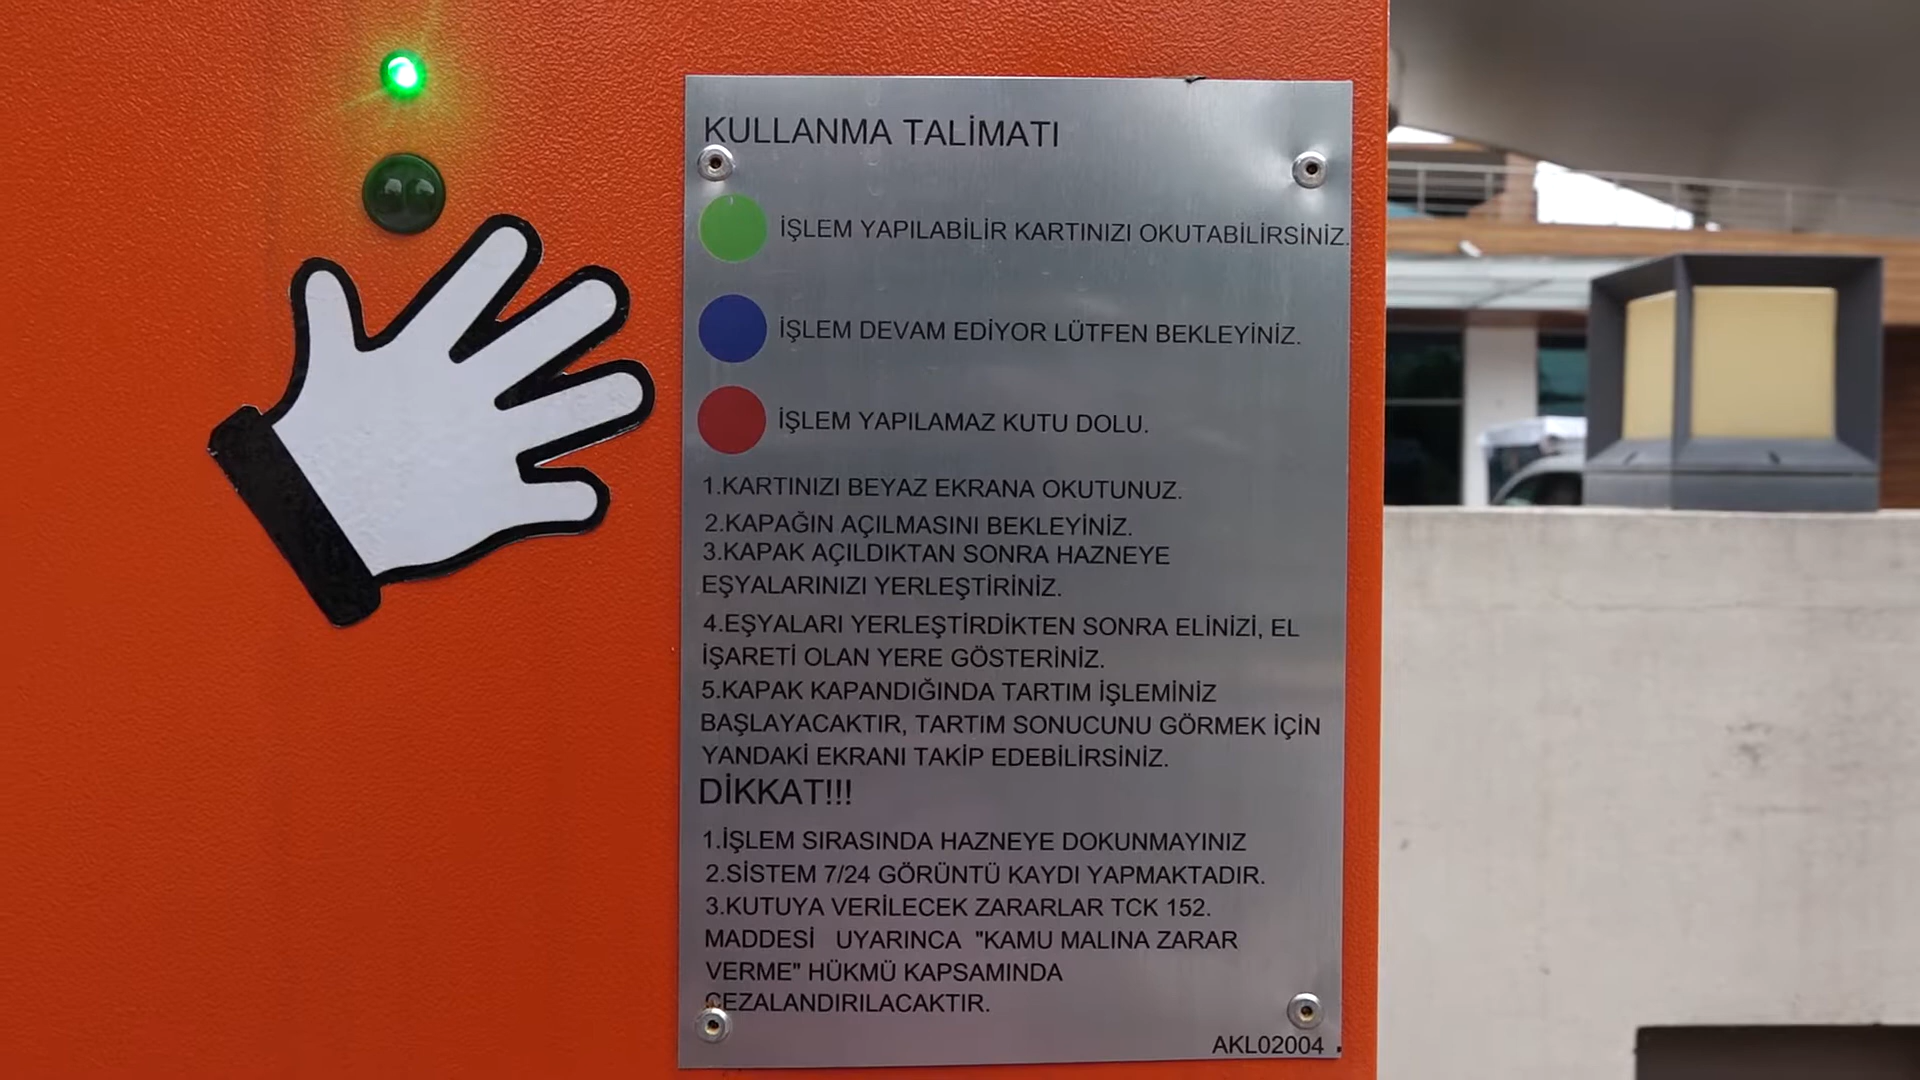 KULLANMA TALİMATI
İŞLEM YAPILABİLİR KARTINIZI OKUTABİLİRSİNİZ.
İŞLEM DEVAM EDİYOR LÜTFEN BEKLEYİNİZ.
İŞLEM YAPILAMAZ KUTU DOLU.
1.KARTINIZI BEYAZ EKRANA OKUTUNUZ.
2.KAPAĞIN AÇILMASINI BEKLEYİNİZ.
3.KAPAK AÇILDIKTAN SONRA HAZNEYE
EŞYALARINIZI YERLEŞTİRİNİZ.
4.EŞYALARI YERLEŞTİRDİKTEN SONRA ELİNİZİ, EL
İŞARETİ OLAN YERE GÖSTERİNİZ.
5.KAPAK KAPANDIĞINDA TARTIM İŞLEMİNİZ
BAŞLAYACAKTIR, TARTIM SONUCUNU GÖRMEK İÇİN
YANDAKİ EKRANI TAKİP EDEBİLİRSİNİZ.
DİKKAT!!!
1.İŞLEM SIRASINDA HAZNEYE DOKUNMAYINIZ
2.SİSTEM 7/24 GÖRÜNTÜ KAYDI YAPMAKTADIR.
3.KUTUYA VERİLECEK ZARARLAR TCK 152.
MADDESİ UYARINCA "KAMU MALINA ZARAR
VERME" HÜKMÜ KAPSAMINDA
CEZALANDIRILACAKTIR.
AKL02004